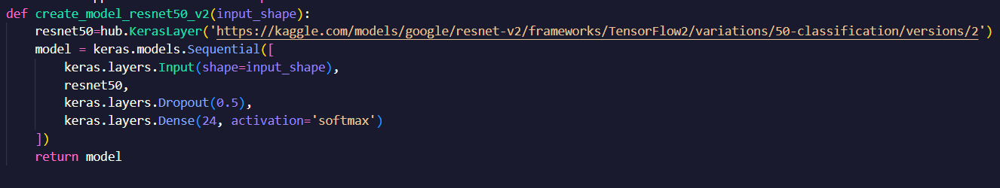 def create_model_resnet50_v2(input_shape):
    resnet50=hub.KerasLayer('https://kaggle.com/models/google/resnet-v2/frameworks/TensorFlow2/variations/50-classification/versions/2')
    model = keras.models.Sequential([
        keras.layers.Input(shape=input_shape),
        resnet50,
        keras.layers.Dropout(0.5),
        keras.layers.Dense(24, activation='softmax')
    ])
    return model